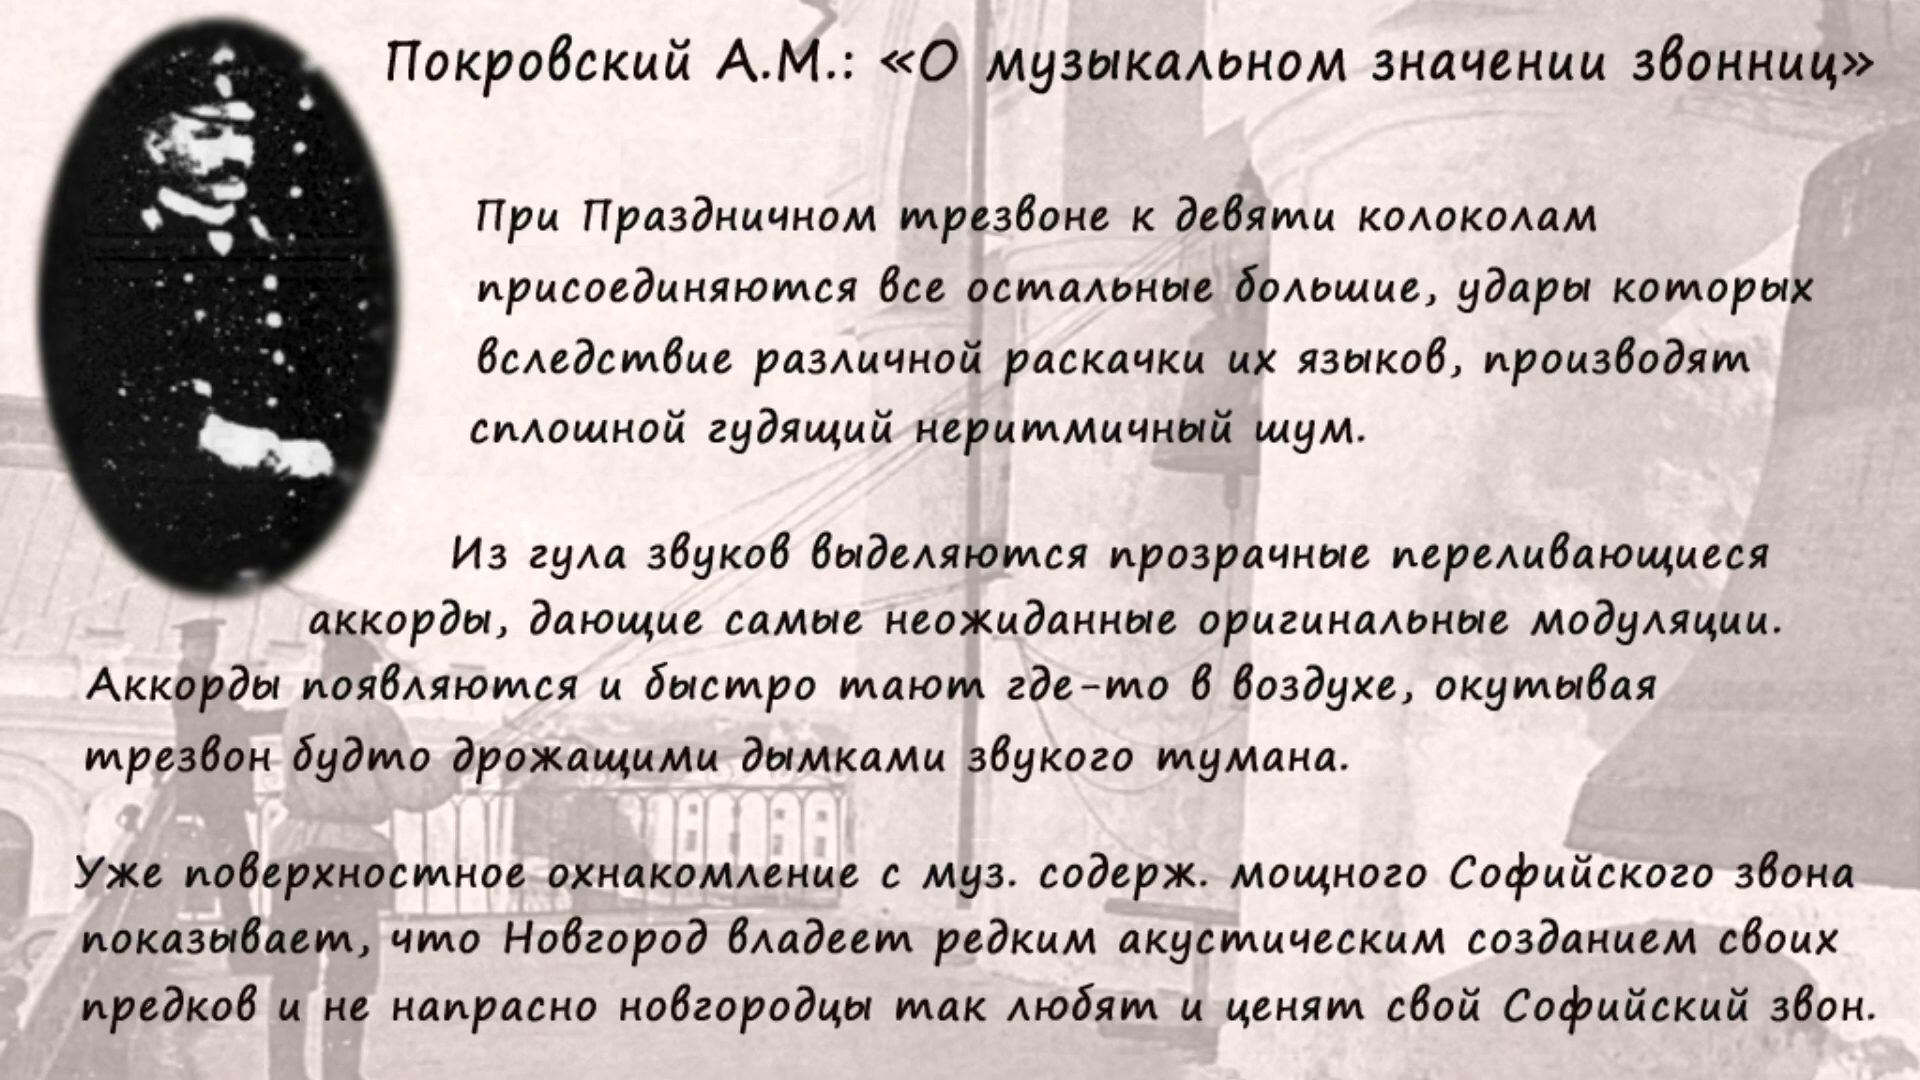 Покровский А.М.: «О музыкальном значении звонниц»
При Праздничном трезвоне к девяти колоколам
присоединяются все остальные большие, удары которых
вследствие различной раскачки их языков, производят
сплошной гудящий неритмичный шум.
Из гула звуков выделяются прозрачные переливающиеся
аккорды, дающие самые неожиданные оригинальные модуляции.
Аккорды появляются и быстро тают где-то в воздухе, окутывая
трезвон будто дрожащими дымками звукого тумана.
Уже поверхностное охнакомление с муз. содерж. мощного Софийского звона
показывает, что Новгород владеет редким акустическим созданием своих
предков и не напрасно новгородцы так любят и ценят свой Софийский звон.